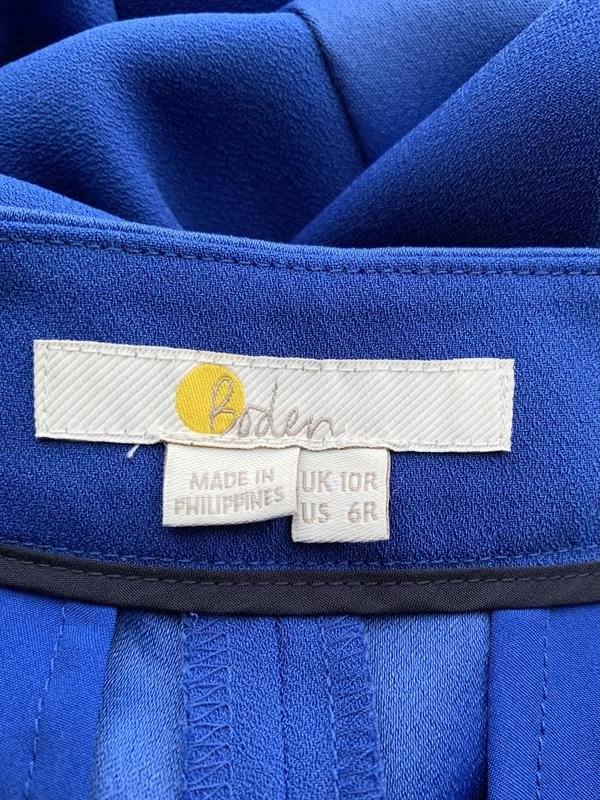 Boden
MADE IN
PHILIPPINES
UK 10R
US 6R